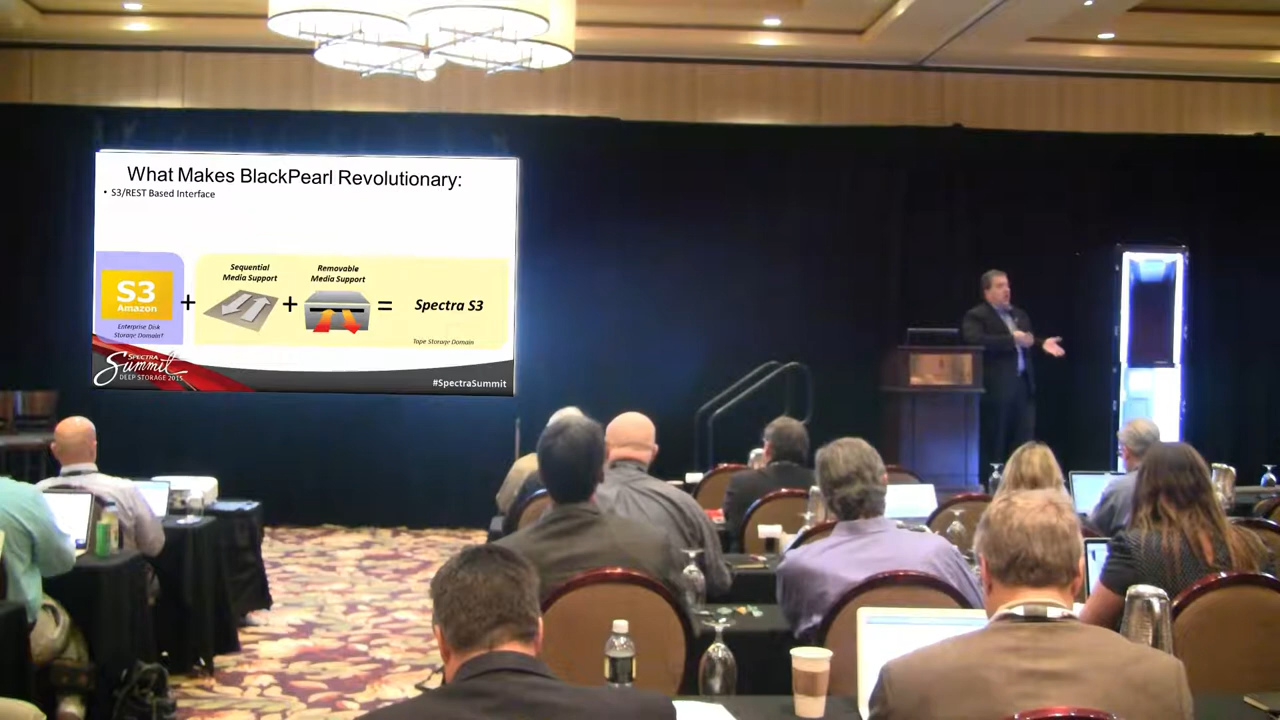 What Makes BlackPearl Revolutionary:
• S3/REST Based Interface
Sequential
Media Support
Removable
Media Support
S3
Amazon
+
+
=
Spectra S3
Enterprise Disk
Storage Domain†
Tape Storage Domain
SPECTRA
Summit
DEEP STORAGE 2015
#SpectraSummit